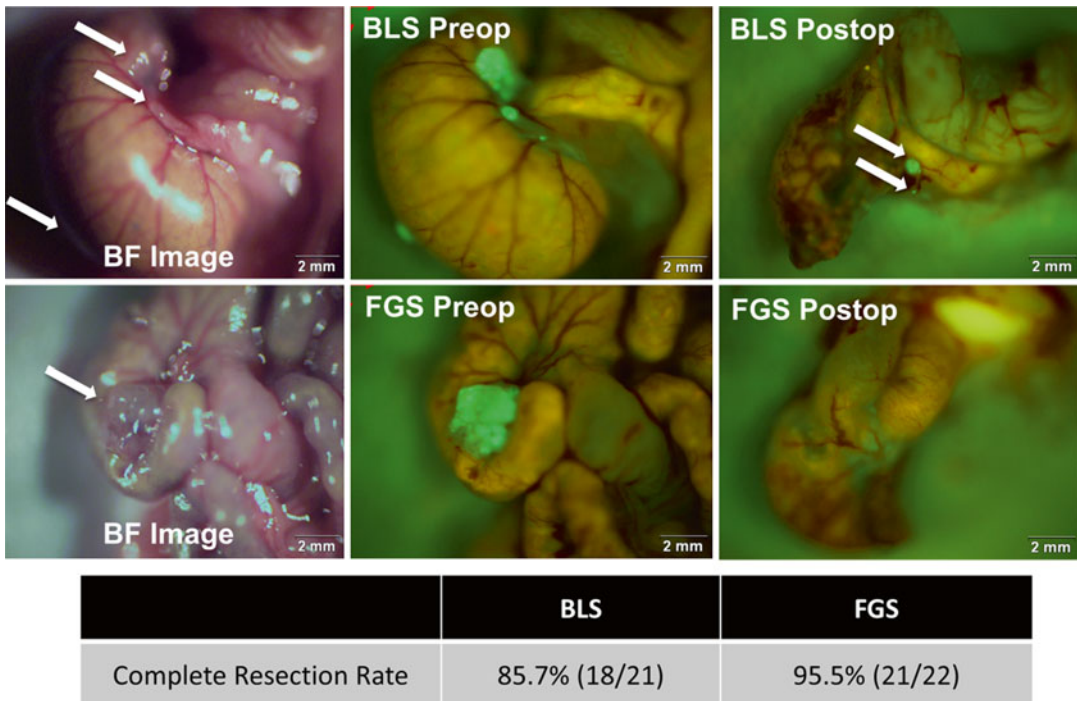 BLS Preop
BLS Postop
BF Image
2 mm
2 mm
2 mm
FGS Preop
FGS Postop
BF Image
2 mm
2 mm
2 mm
BLS FGS
Complete Resection Rate 85.7% (18/21) 95.5% (21/22)